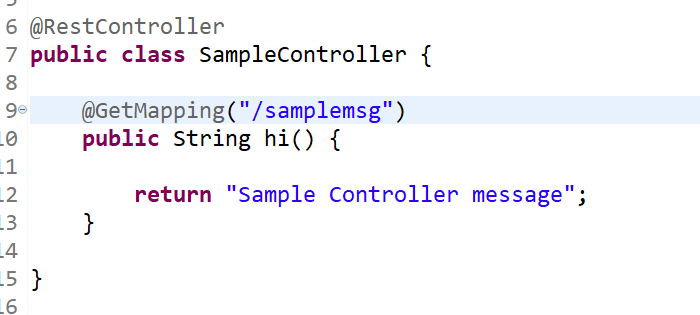 6 @RestController
7 public class SampleController {
8
9 @GetMapping("/samplemsg")
10 public String hi() {
11
12 return "Sample Controller message";
13 }
14
15 }
16